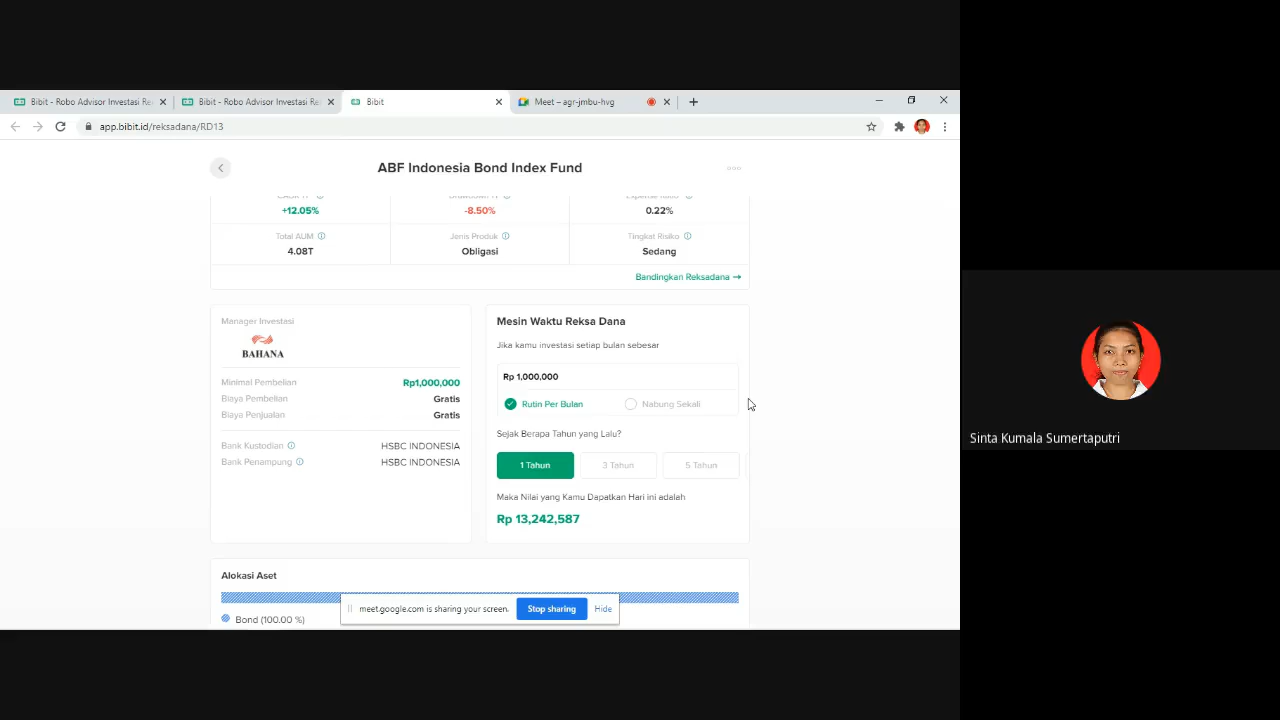 Bibit - Robo Advisor Investasi Re
Bibit - Robo Advisor Investasi Re
Bibit
Meet – agr-jmbu-hvg
app.bibit.id/reksadana/RD13
ABF Indonesia Bond Index Fund
+12.05%
-8.50%
0.22%
Total AUM
Jenis Produk
Tingkat Risiko
4.08T
Obligasi
Sedang
Bandingkan Reksadana →
Manager Investasi
BAHANA
Minimal Pembelian Rp1,000,000
Biaya Pembelian Gratis
Biaya Penjualan Gratis
Bank Kustodian HSBC INDONESIA
Bank Penampung HSBC INDONESIA
Mesin Waktu Reksa Dana
Jika kamu investasi setiap bulan sebesar
Rp 1,000,000
Rutin Per Bulan
Nabung Sekali
Sejak Berapa Tahun yang Lalu?
1 Tahun
3 Tahun
5 Tahun
Maka Nilai yang Kamu Dapatkan Hari ini adalah
Rp 13,242,587
Alokasi Aset
Bond (100.00 %)
meet.google.com is sharing your screen.
Stop sharing
Hide
Sinta Kumala Sumertaputri